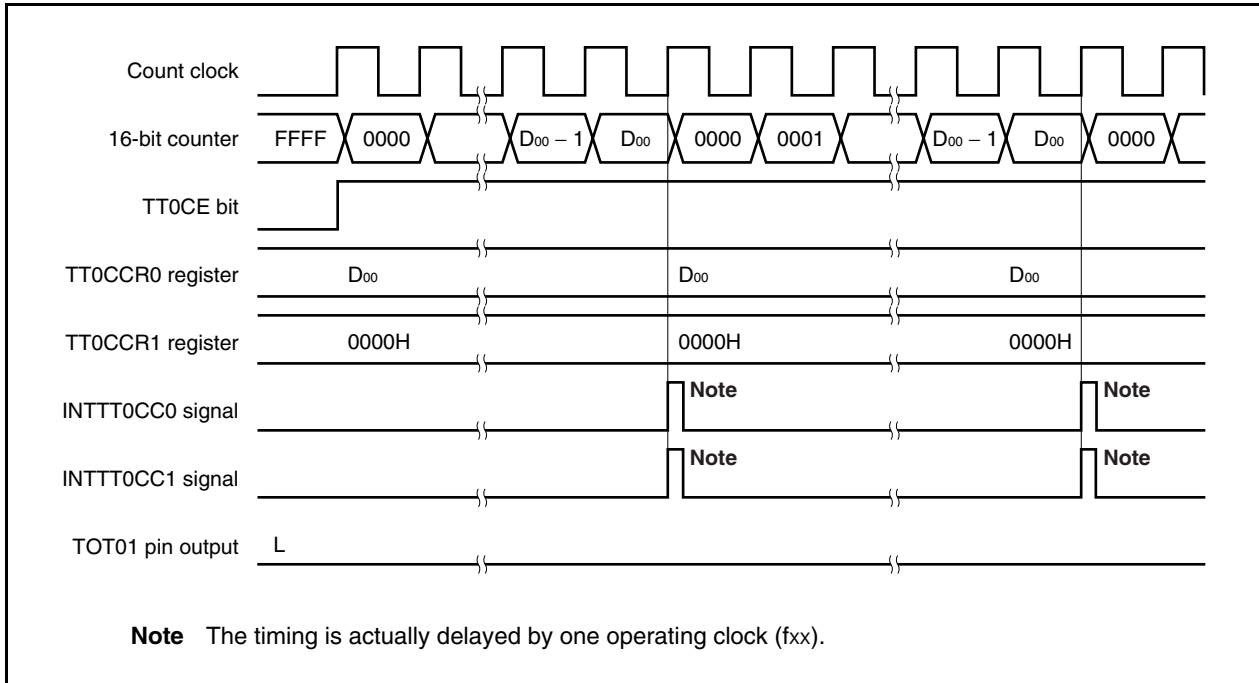 Count clock
16-bit counter FFFF 0000 D00 − 1 D00 0000 0001 D00 − 1 D00 0000
TT0CE bit
TT0CCR0 register D00 D00 D00
TT0CCR1 register 0000H 0000H 0000H
INTTT0CC0 signal Note Note
INTTT0CC1 signal Note Note
TOT01 pin output L
Note The timing is actually delayed by one operating clock (fxx).